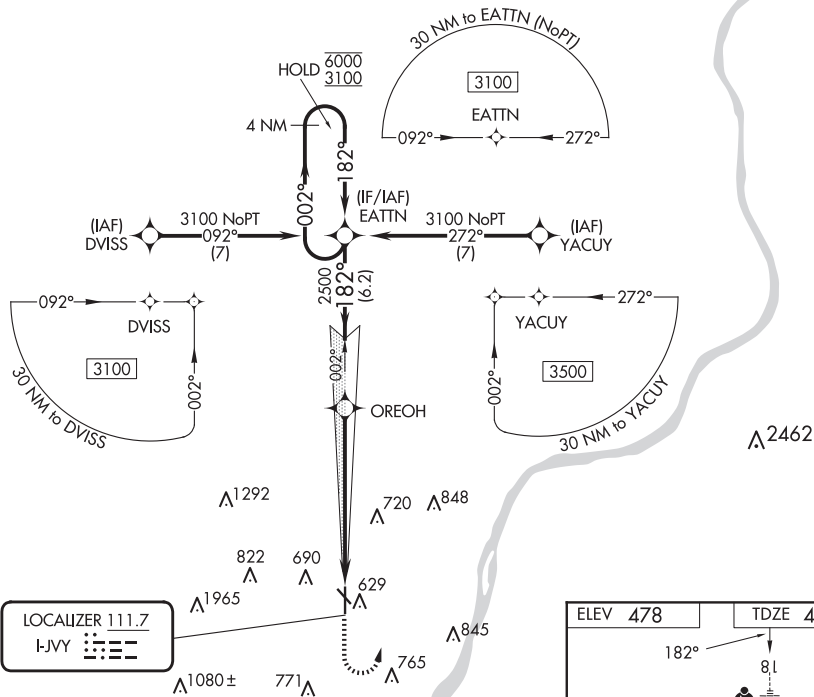 30 NM to EATTN (NoPT)
3100
EATTN
092°
272°
HOLD 6000
3100
4 NM
002°
182°
(IF/IAF)
EATTN
(IAF)
DVISS
3100 NoPT
092°
(7)
3100 NoPT
272°
(7)
(IAF)
YACUY
2500
182°
(6.2)
092°
DVISS
3100
002°
30 NM to DVISS
272°
YACUY
3500
002°
30 NM to YACUY
002°
OREOH
2462
1292
720
848
822
690
629
1965
LOCALIZER 111.7
I-JVY
845
765
1080 ±
771
ELEV 478
TDZE 4
182°
18